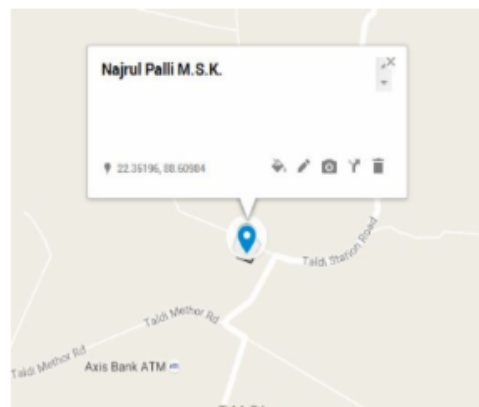 Najrul Palli M.S.K.
22.36196, 88.60984
Taldi Station Road
Taldi Methor Rd
Taldi Methor Rd
Axis Bank ATM